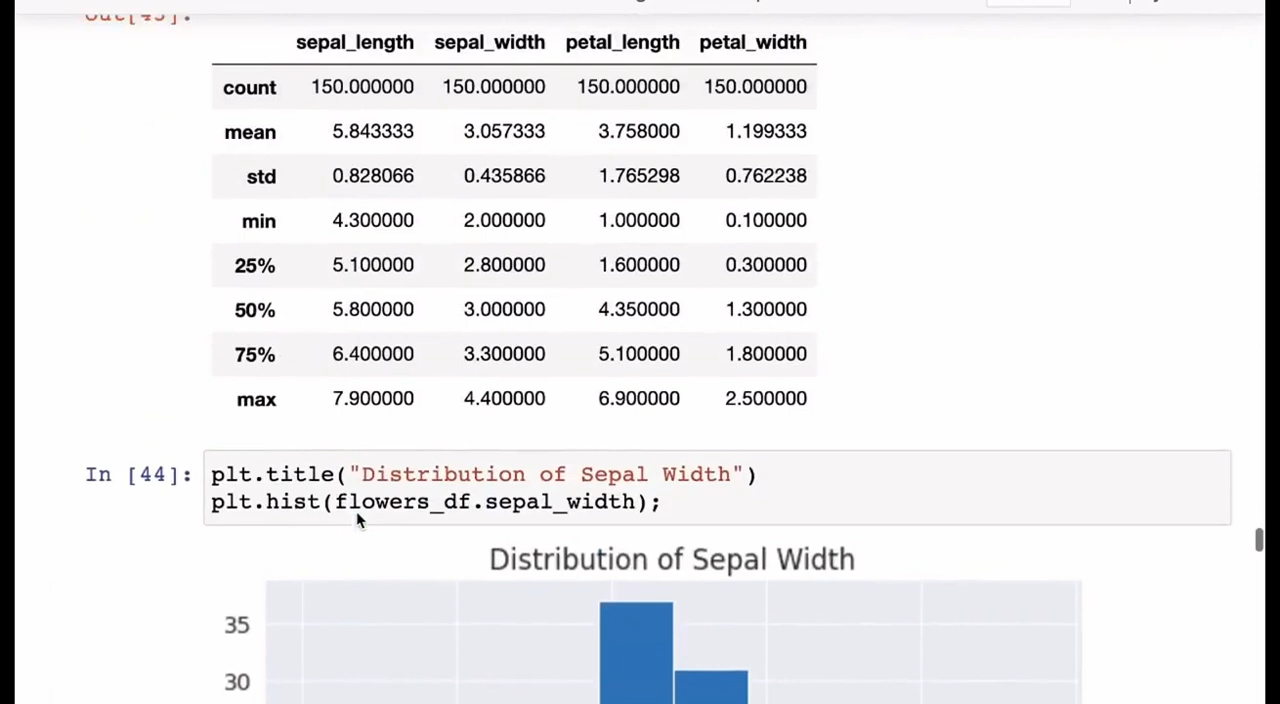 Out[43]:
sepal_length sepal_width petal_length petal_width
count 150.000000 150.000000 150.000000 150.000000
mean 5.843333 3.057333 3.758000 1.199333
std 0.828066 0.435866 1.765298 0.762238
min 4.300000 2.000000 1.000000 0.100000
25% 5.100000 2.800000 1.600000 0.300000
50% 5.800000 3.000000 4.350000 1.300000
75% 6.400000 3.300000 5.100000 1.800000
max 7.900000 4.400000 6.900000 2.500000
In [44]: plt.title("Distribution of Sepal Width")
plt.hist(flowers_df.sepal_width);
Distribution of Sepal Width
35
30